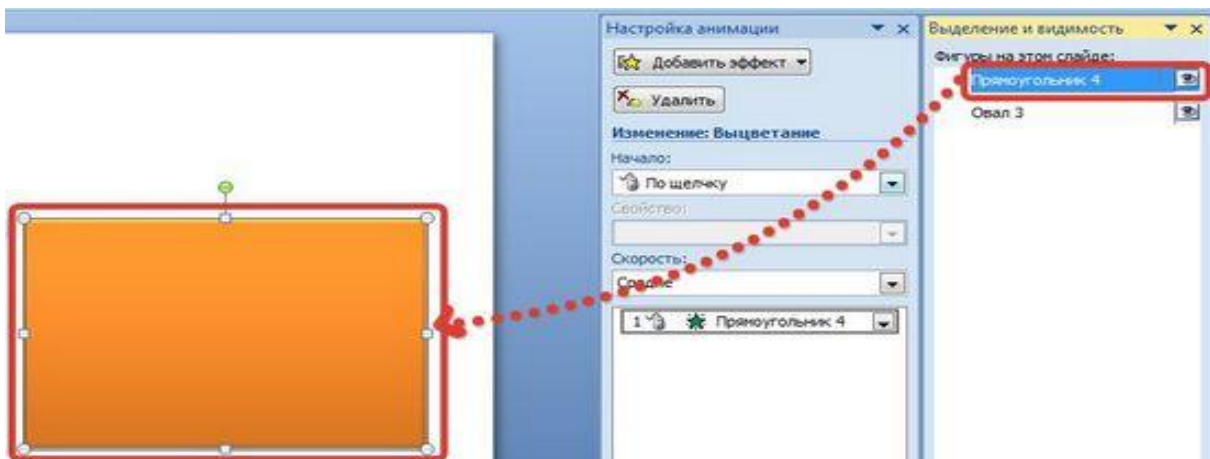 Настройка анимации
Добавить эффект
Удалить
Изменение: Выцветание
Начало:
По щелчку
Свойство:
Скорость:
Средне
1 Прямоугольник 4
Выделение и видимость
Фигуры на этом слайде:
Прямоугольник 4
Овал 3